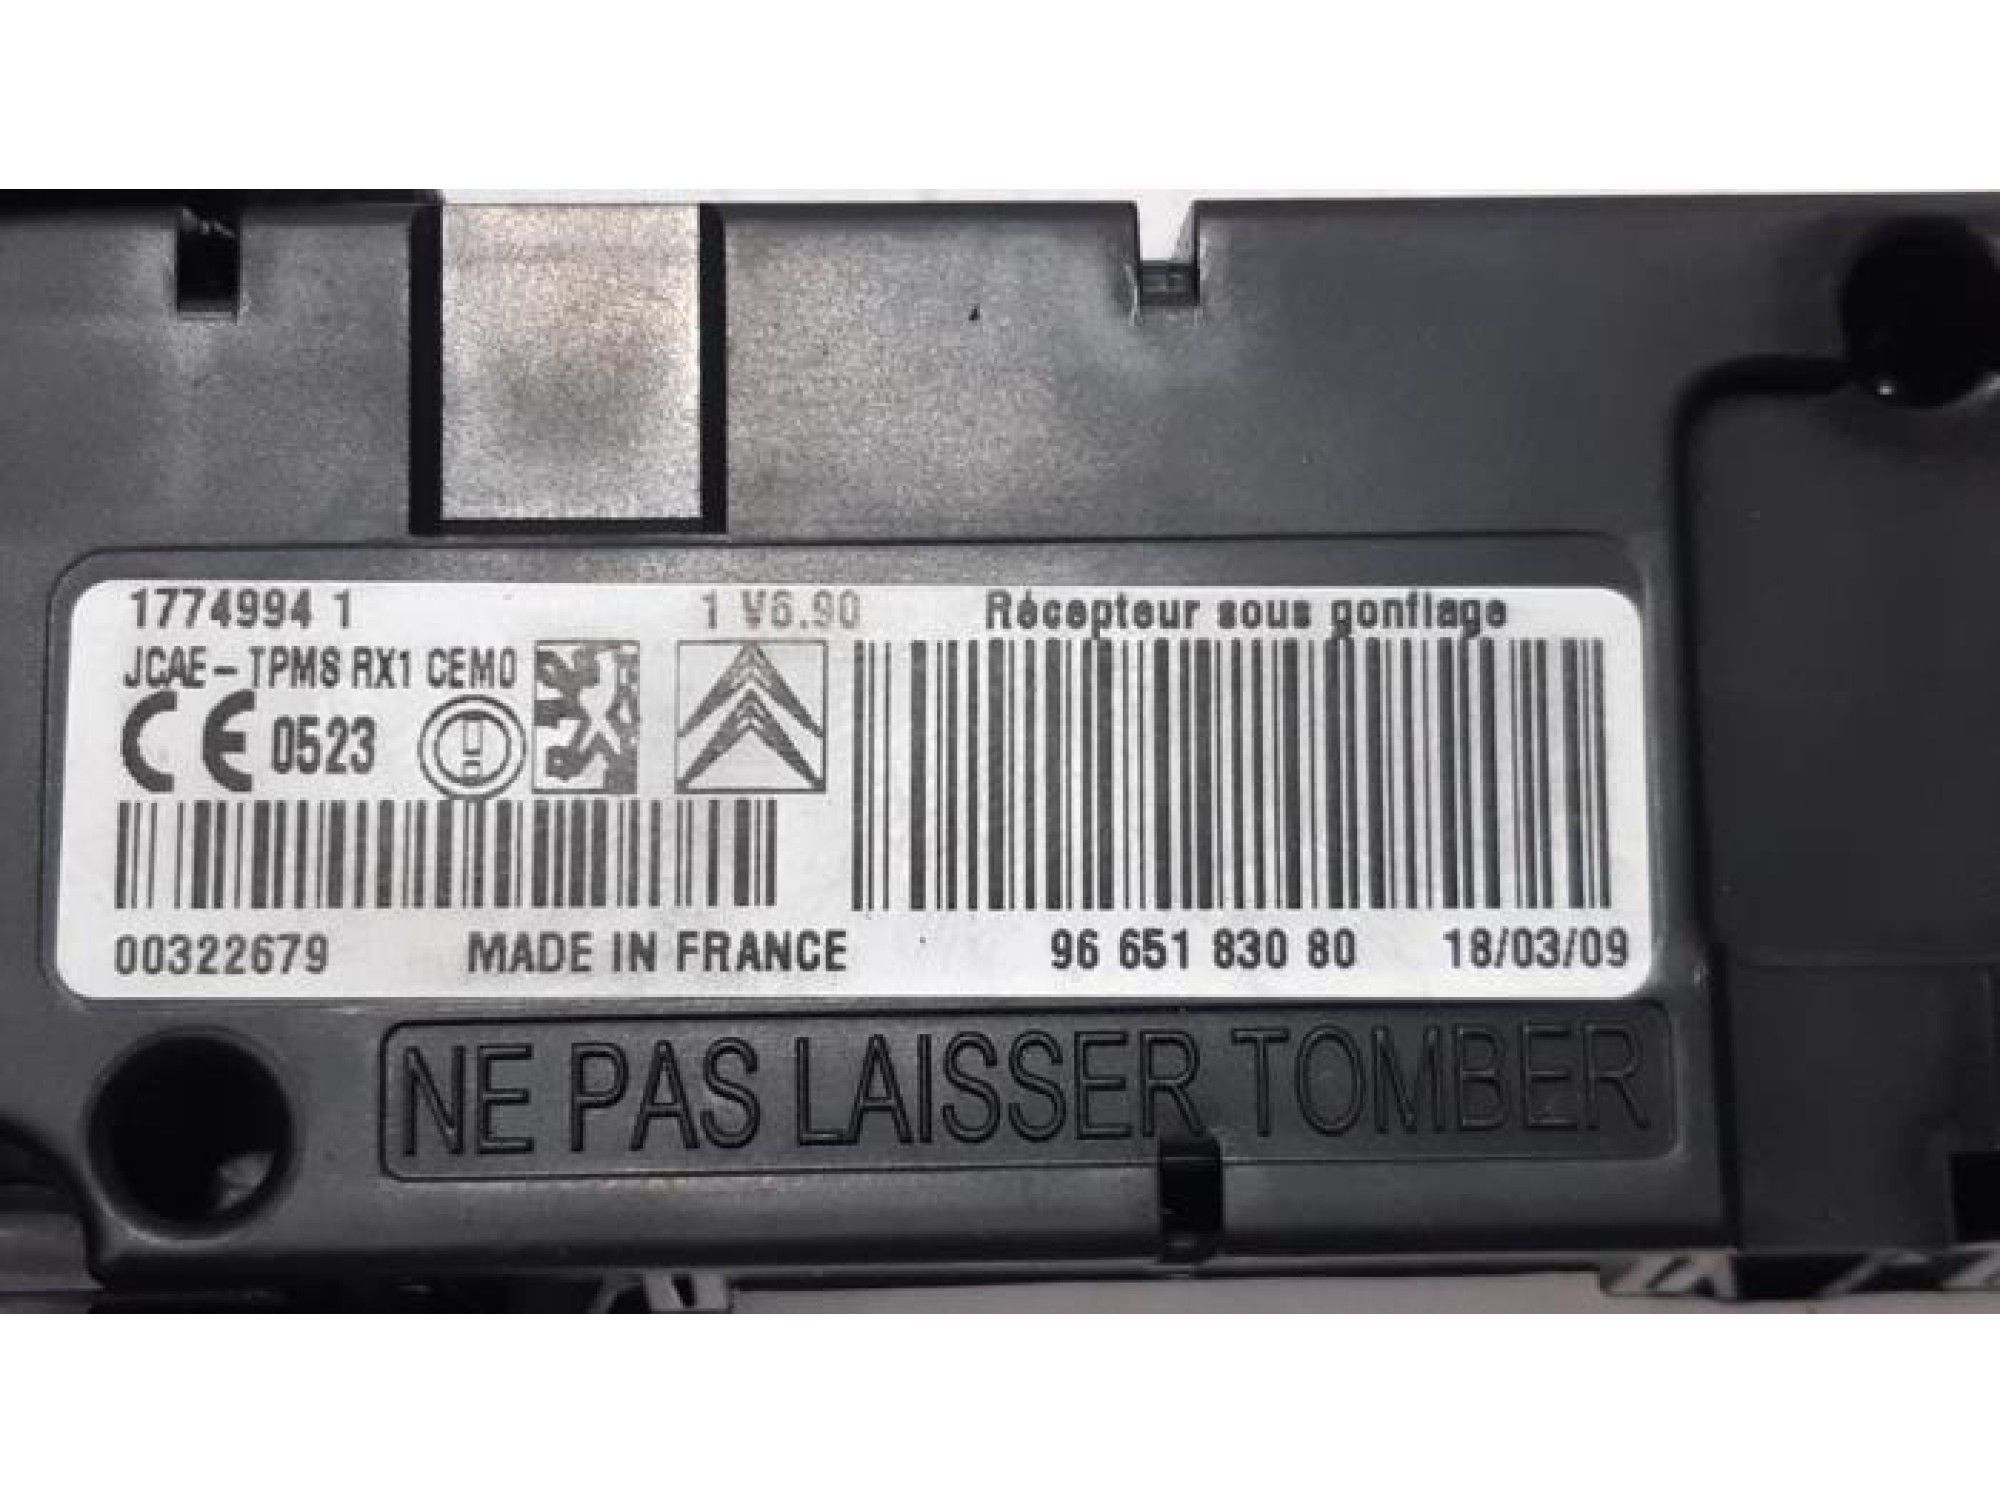 1774994 1 1 V6.90 Récepteur sous gonflage
JCAE-TPMS RX1 CEM0
CE 0523
00322679 MADE IN FRANCE 96 651 830 80 18/03/09
NE PAS LAISSER TOMBER